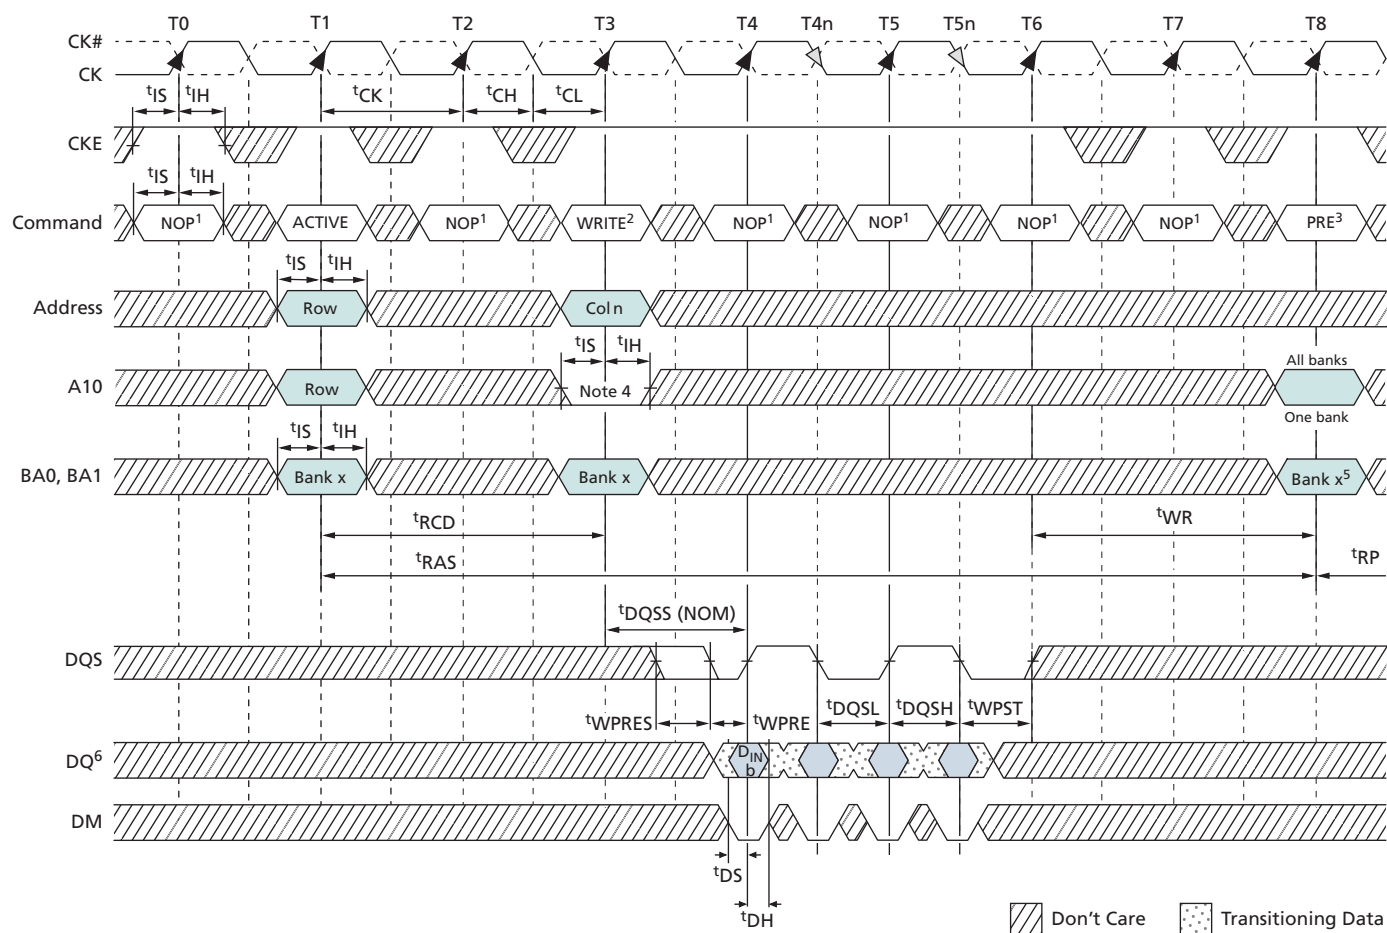 T0 T1 T2 T3 T4 T4n T5 T5n T6 T7 T8
CK#
CK
tIS tIH tCK tCH tCL
CKE
tIS tIH
Command NOP1 ACTIVE NOP1 WRITE2 NOP1 NOP1 NOP1 NOP1 PRE3
tIS tIH
Address Row Col n
tIS tIH
All banks
A10 Row Note 4
One bank
tIS tIH
BA0, BA1 Bank x Bank x Bank x5
tRCD tWR
tRAS tRP
tDQSS (NOM)
DQS
tWPRES tWPRE tDQSL tDQSH tWPST
DQ6 DIN
b
DM
tDS
tDH
Don't Care Transitioning Data